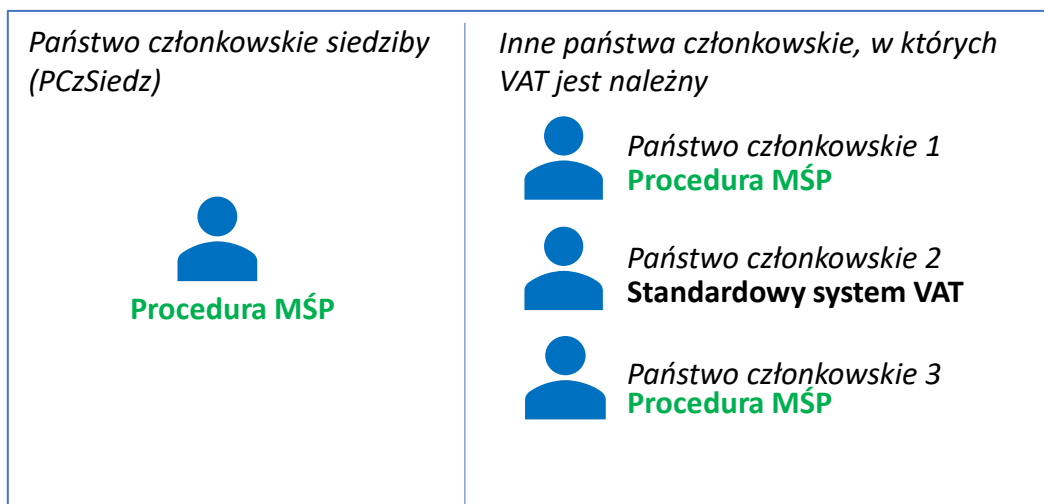 Państwo członkowskie siedziby
(PCzSiedz)
Procedura MŚP
Inne państwa członkowskie, w których
VAT jest należny
Państwo członkowskie 1
Procedura MŚP
Państwo członkowskie 2
Standardowy system VAT
Państwo członkowskie 3
Procedura MŚP